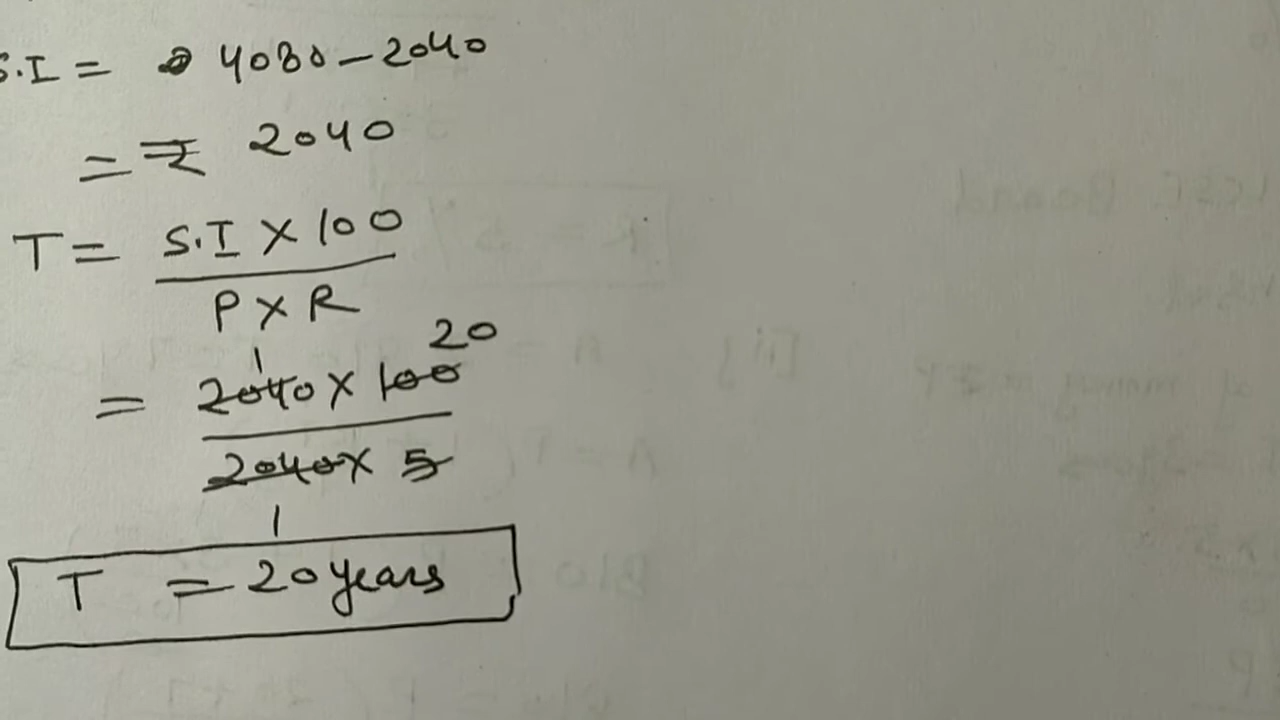 S.I = 4080 - 2040
= ₹ 2040
T = S.I × 100
P × R
20
1
= 2040 × 100
2040 × 5
1
T = 20 years